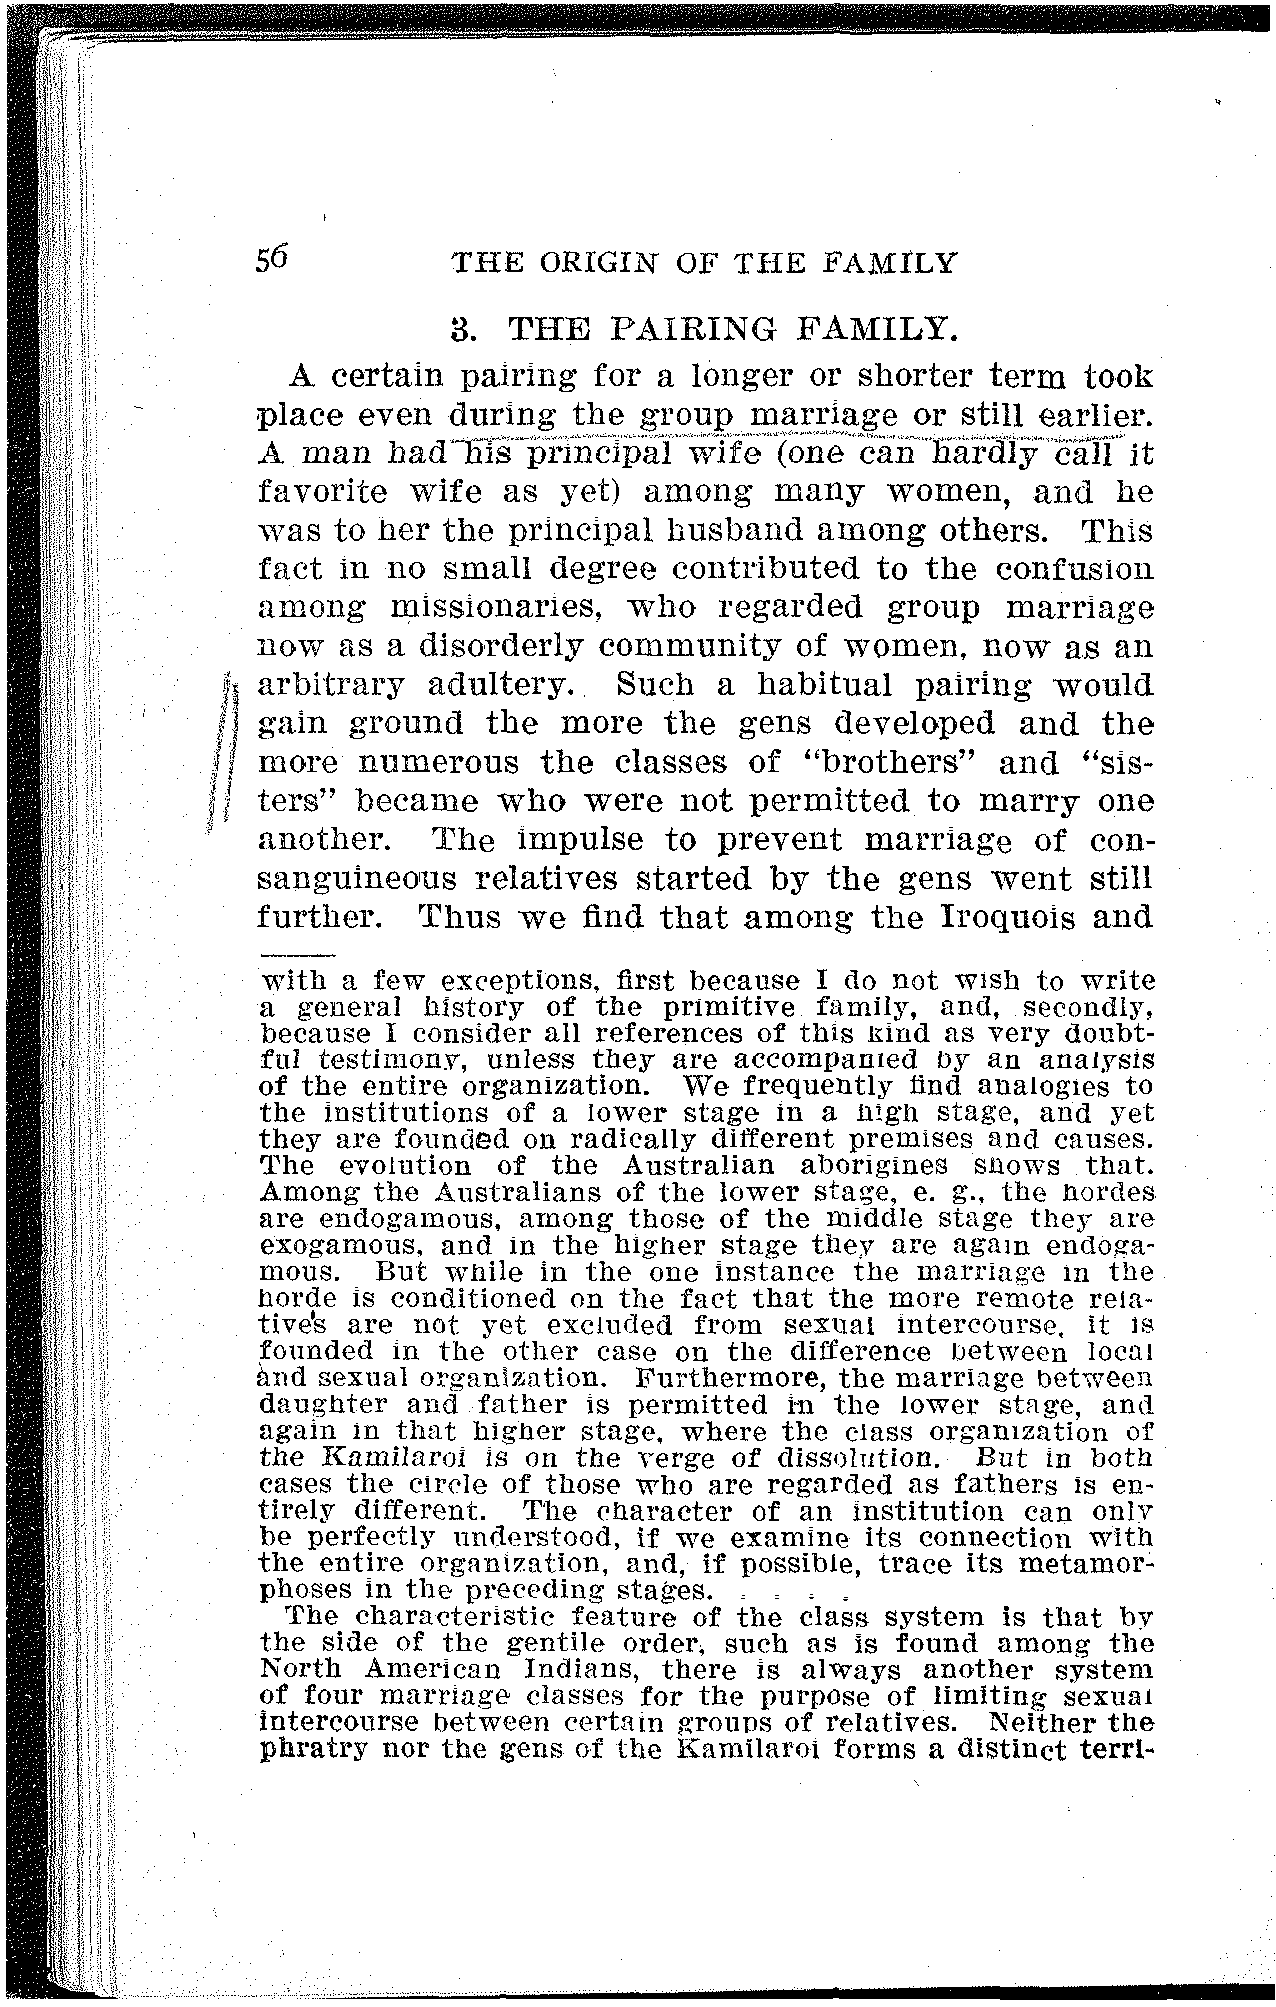 56 THE ORIGIN OF THE FAMILY
3. THE PAIRING FAMILY.
A certain pairing for a longer or shorter term took
place even during the group marriage or still earlier.
A man had his principal wife (one can hardly call it
favorite wife as yet) among many women, and he
was to her the principal husband among others. This
fact in no small degree contributed to the confusion
among missionaries, who regarded group marriage
now as a disorderly community of women, now as an
arbitrary adultery. Such a habitual pairing would
gain ground the more the gens developed and the
more numerous the classes of “brothers” and “sis-
ters” became who were not permitted to marry one
another. The impulse to prevent marriage of con-
sanguineous relatives started by the gens went still
further. Thus we find that among the Iroquois and
with a few exceptions, first because I do not wish to write
a general history of the primitive family, and, secondly,
because I consider all references of this kind as very doubt-
ful testimony, unless they are accompanied by an analysis
of the entire organization. We frequently find analogies to
the institutions of a lower stage in a high stage, and yet
they are founded on radically different premises and causes.
The evolution of the Australian aborigines shows that.
Among the Australians of the lower stage, e. g., the hordes
are endogamous, among those of the middle stage they are
exogamous, and in the higher stage they are again endoga-
mous. But while in the one instance the marriage in the
horde is conditioned on the fact that the more remote rela-
tives are not yet excluded from sexual intercourse, it is
founded in the other case on the difference between local
and sexual organization. Furthermore, the marriage between
daughter and father is permitted in the lower stage, and
again in that higher stage, where the class organization of
the Kamilaroi is on the verge of dissolution. But in both
cases the circle of those who are regarded as fathers is en-
tirely different. The character of an institution can only
be perfectly understood, if we examine its connection with
the entire organization, and, if possible, trace its metamor-
phoses in the preceding stages. . . . .
The characteristic feature of the class system is that by
the side of the gentile order, such as is found among the
North American Indians, there is always another system
of four marriage classes for the purpose of limiting sexual
intercourse between certain groups of relatives. Neither the
phratry nor the gens of the Kamilaroi forms a distinct terri-